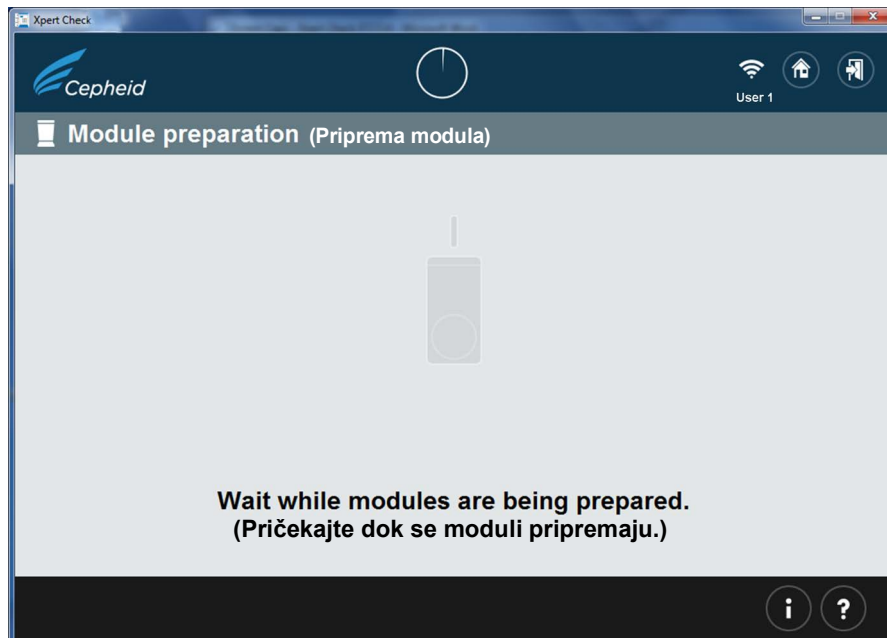 Xpert Check
Cepheid
User 1
Module preparation (Priprema modula)
Wait while modules are being prepared.
(Pričekajte dok se moduli pripremaju.)
i ?